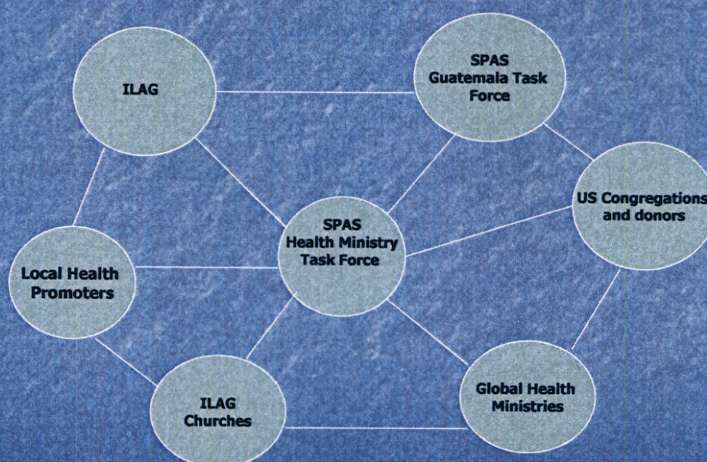 ILAG
SPAS
Guatemala Task
Force
US Congregations
and donors
SPAS
Health Ministry
Task Force
Local Health
Promoters
ILAG
Churches
Global Health
Ministries